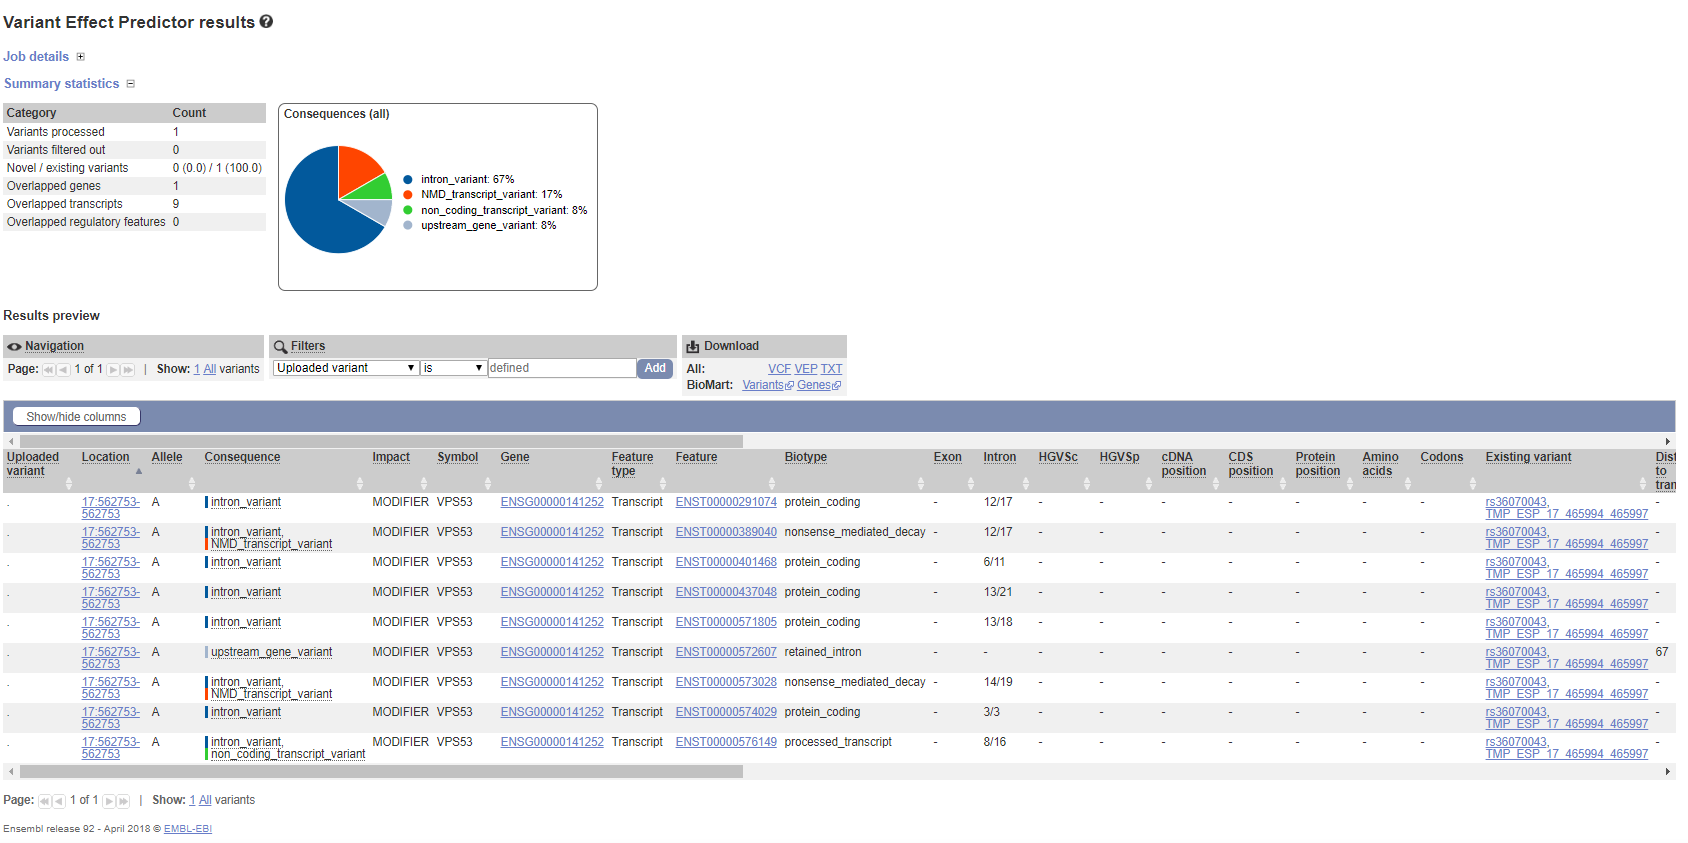 Variant Effect Predictor results
Job details
Summary statistics
Category Count
Variants processed 1
Variants filtered out 0
Novel / existing variants 0 (0.0) / 1 (100.0)
Overlapped genes 1
Overlapped transcripts 9
Overlapped regulatory features 0
Consequences (all)
intron_variant: 67%
NMD_transcript_variant: 17%
non_coding_transcript_variant: 8%
upstream_gene_variant: 8%
Results preview
Navigation
Page: 1 of 1 | Show: 1 All variants
Filters
Uploaded variant is defined Add
Download
All: VCF VEP TXT
BioMart: Variants Genes
Show/hide columns
Uploaded variant Location Allele Consequence Impact Symbol Gene Feature type Feature Biotype Exon Intron HGVSc HGVSp cDNA position CDS position Protein position Amino acids Codons Existing variant Dist to tran
. 17:562753- A intron_variant MODIFIER VPS53 ENSG00000141252 Transcript ENST00000291074 protein_coding - 12/17 - - - - - - - rs36070043, -
562753 TMP_ESP_17_465994_465997
. 17:562753- A intron_variant, MODIFIER VPS53 ENSG00000141252 Transcript ENST00000389040 nonsense_mediated_decay - 12/17 - - - - - - - rs36070043, -
562753 NMD_transcript_variant TMP_ESP_17_465994_465997
. 17:562753- A intron_variant MODIFIER VPS53 ENSG00000141252 Transcript ENST00000401468 protein_coding - 6/11 - - - - - - - rs36070043, -
562753 TMP_ESP_17_465994_465997
. 17:562753- A intron_variant MODIFIER VPS53 ENSG00000141252 Transcript ENST00000437048 protein_coding - 13/21 - - - - - - - rs36070043, -
562753 TMP_ESP_17_465994_465997
. 17:562753- A intron_variant MODIFIER VPS53 ENSG00000141252 Transcript ENST00000571805 protein_coding - 13/18 - - - - - - - rs36070043, -
562753 TMP_ESP_17_465994_465997
. 17:562753- A upstream_gene_variant MODIFIER VPS53 ENSG00000141252 Transcript ENST00000572607 retained_intron - - - - - - - - - rs36070043, 67
562753 TMP_ESP_17_465994_465997
. 17:562753- A intron_variant, MODIFIER VPS53 ENSG00000141252 Transcript ENST00000573028 nonsense_mediated_decay - 14/19 - - - - - - - rs36070043, -
562753 NMD_transcript_variant TMP_ESP_17_465994_465997
. 17:562753- A intron_variant MODIFIER VPS53 ENSG00000141252 Transcript ENST00000574029 protein_coding - 3/3 - - - - - - - rs36070043, -
562753 TMP_ESP_17_465994_465997
. 17:562753- A intron_variant, MODIFIER VPS53 ENSG00000141252 Transcript ENST00000576149 processed_transcript - 8/16 - - - - - - - rs36070043, -
562753 non_coding_transcript_variant TMP_ESP_17_465994_465997
Page: 1 of 1 | Show: 1 All variants
Ensembl release 92 - April 2018 © EMBL-EBI